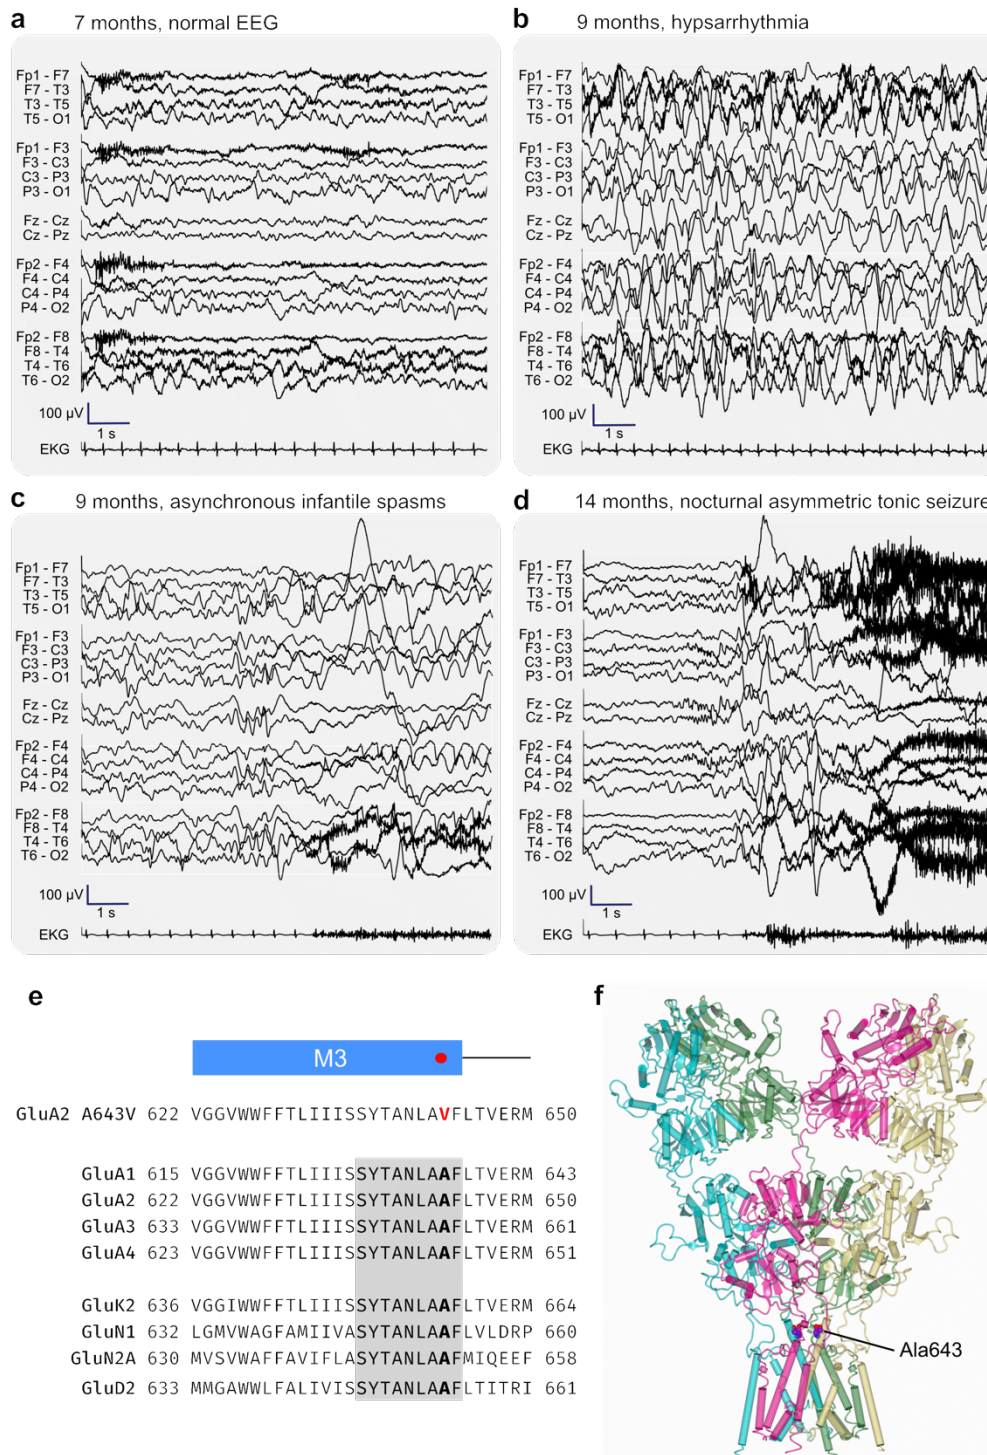 a 7 months, normal EEG
Fp1 - F7
F7 - T3
T3 - T5
T5 - O1
Fp1 - F3
F3 - C3
C3 - P3
P3 - O1
Fz - Cz
Cz - Pz
Fp2 - F4
F4 - C4
C4 - P4
P4 - O2
Fp2 - F8
F8 - T4
T4 - T6
T6 - O2
100 µV
1 s
EKG
b 9 months, hypsarrhythmia
Fp1 - F7
F7 - T3
T3 - T5
T5 - O1
Fp1 - F3
F3 - C3
C3 - P3
P3 - O1
Fz - Cz
Cz - Pz
Fp2 - F4
F4 - C4
C4 - P4
P4 - O2
Fp2 - F8
F8 - T4
T4 - T6
T6 - O2
100 µV
1 s
EKG
c 9 months, asynchronous infantile spasms
Fp1 - F7
F7 - T3
T3 - T5
T5 - O1
Fp1 - F3
F3 - C3
C3 - P3
P3 - O1
Fz - Cz
Cz - Pz
Fp2 - F4
F4 - C4
C4 - P4
P4 - O2
Fp2 - F8
F8 - T4
T4 - T6
T6 - O2
100 µV
1 s
EKG
d 14 months, nocturnal asymmetric tonic seizure
Fp1 - F7
F7 - T3
T3 - T5
T5 - O1
Fp1 - F3
F3 - C3
C3 - P3
P3 - O1
Fz - Cz
Cz - Pz
Fp2 - F4
F4 - C4
C4 - P4
P4 - O2
Fp2 - F8
F8 - T4
T4 - T6
T6 - O2
100 µV
1 s
EKG
e
M3
GluA2 A643V 622 VGGVWWFFTLIIISSYTANLAVFLTVERM 650
GluA1 615 VGGVWWFFTLIIISSYTANLAAFLTVERM 643
GluA2 622 VGGVWWFFTLIIISSYTANLAAFLTVERM 650
GluA3 633 VGGVWWFFTLIIISSYTANLAAFLTVERM 661
GluA4 623 VGGVWWFFTLIIISSYTANLAAFLTVERM 651
GluK2 636 VGGIWWFFTLIIISSYTANLAAFLTVERM 664
GluN1 632 LGMVWAGFAMIIVASYTANLAAFLVLDRP 660
GluN2A 630 MVSVWAFFAVIFLASYTANLAAFMIQEEF 658
GluD2 633 MMGAWWLFALIVISSYTANLAAFLTITRI 661
f
Ala643